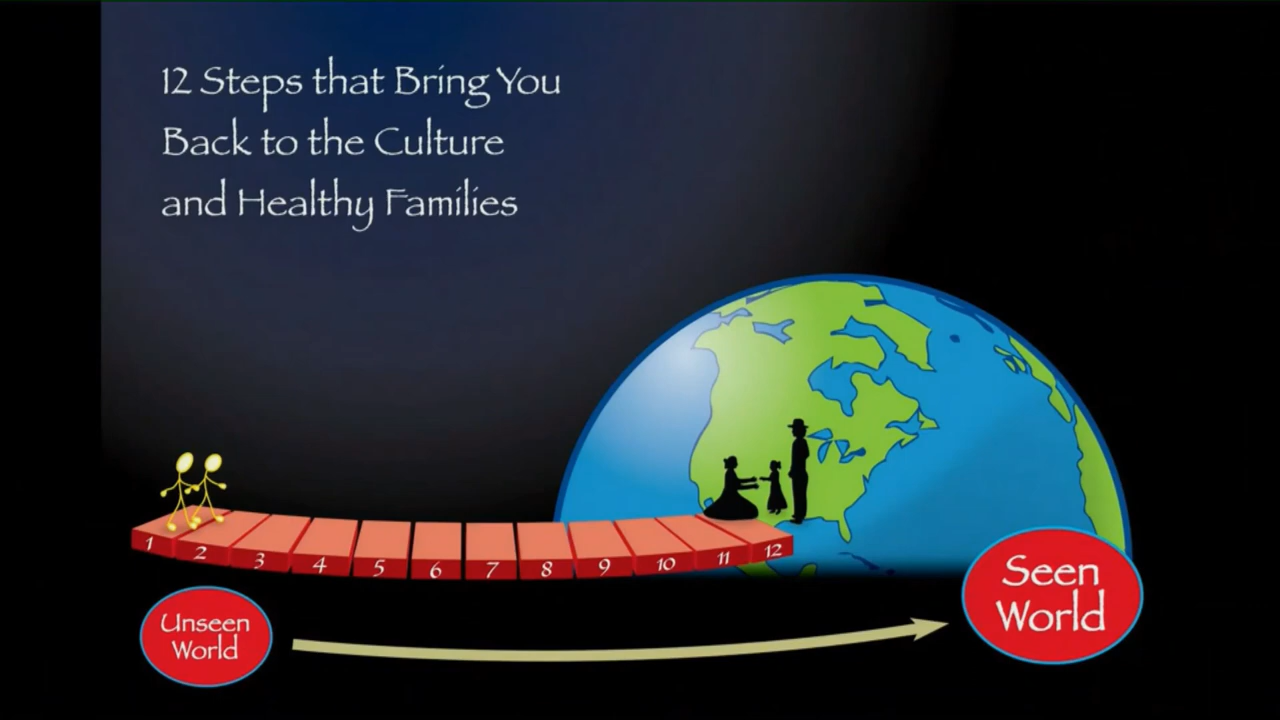 12 Steps that Bring You
Back to the Culture
and Healthy Families
1 2 3 4 5 6 7 8 9 10 11 12
Unseen
World
Seen
World